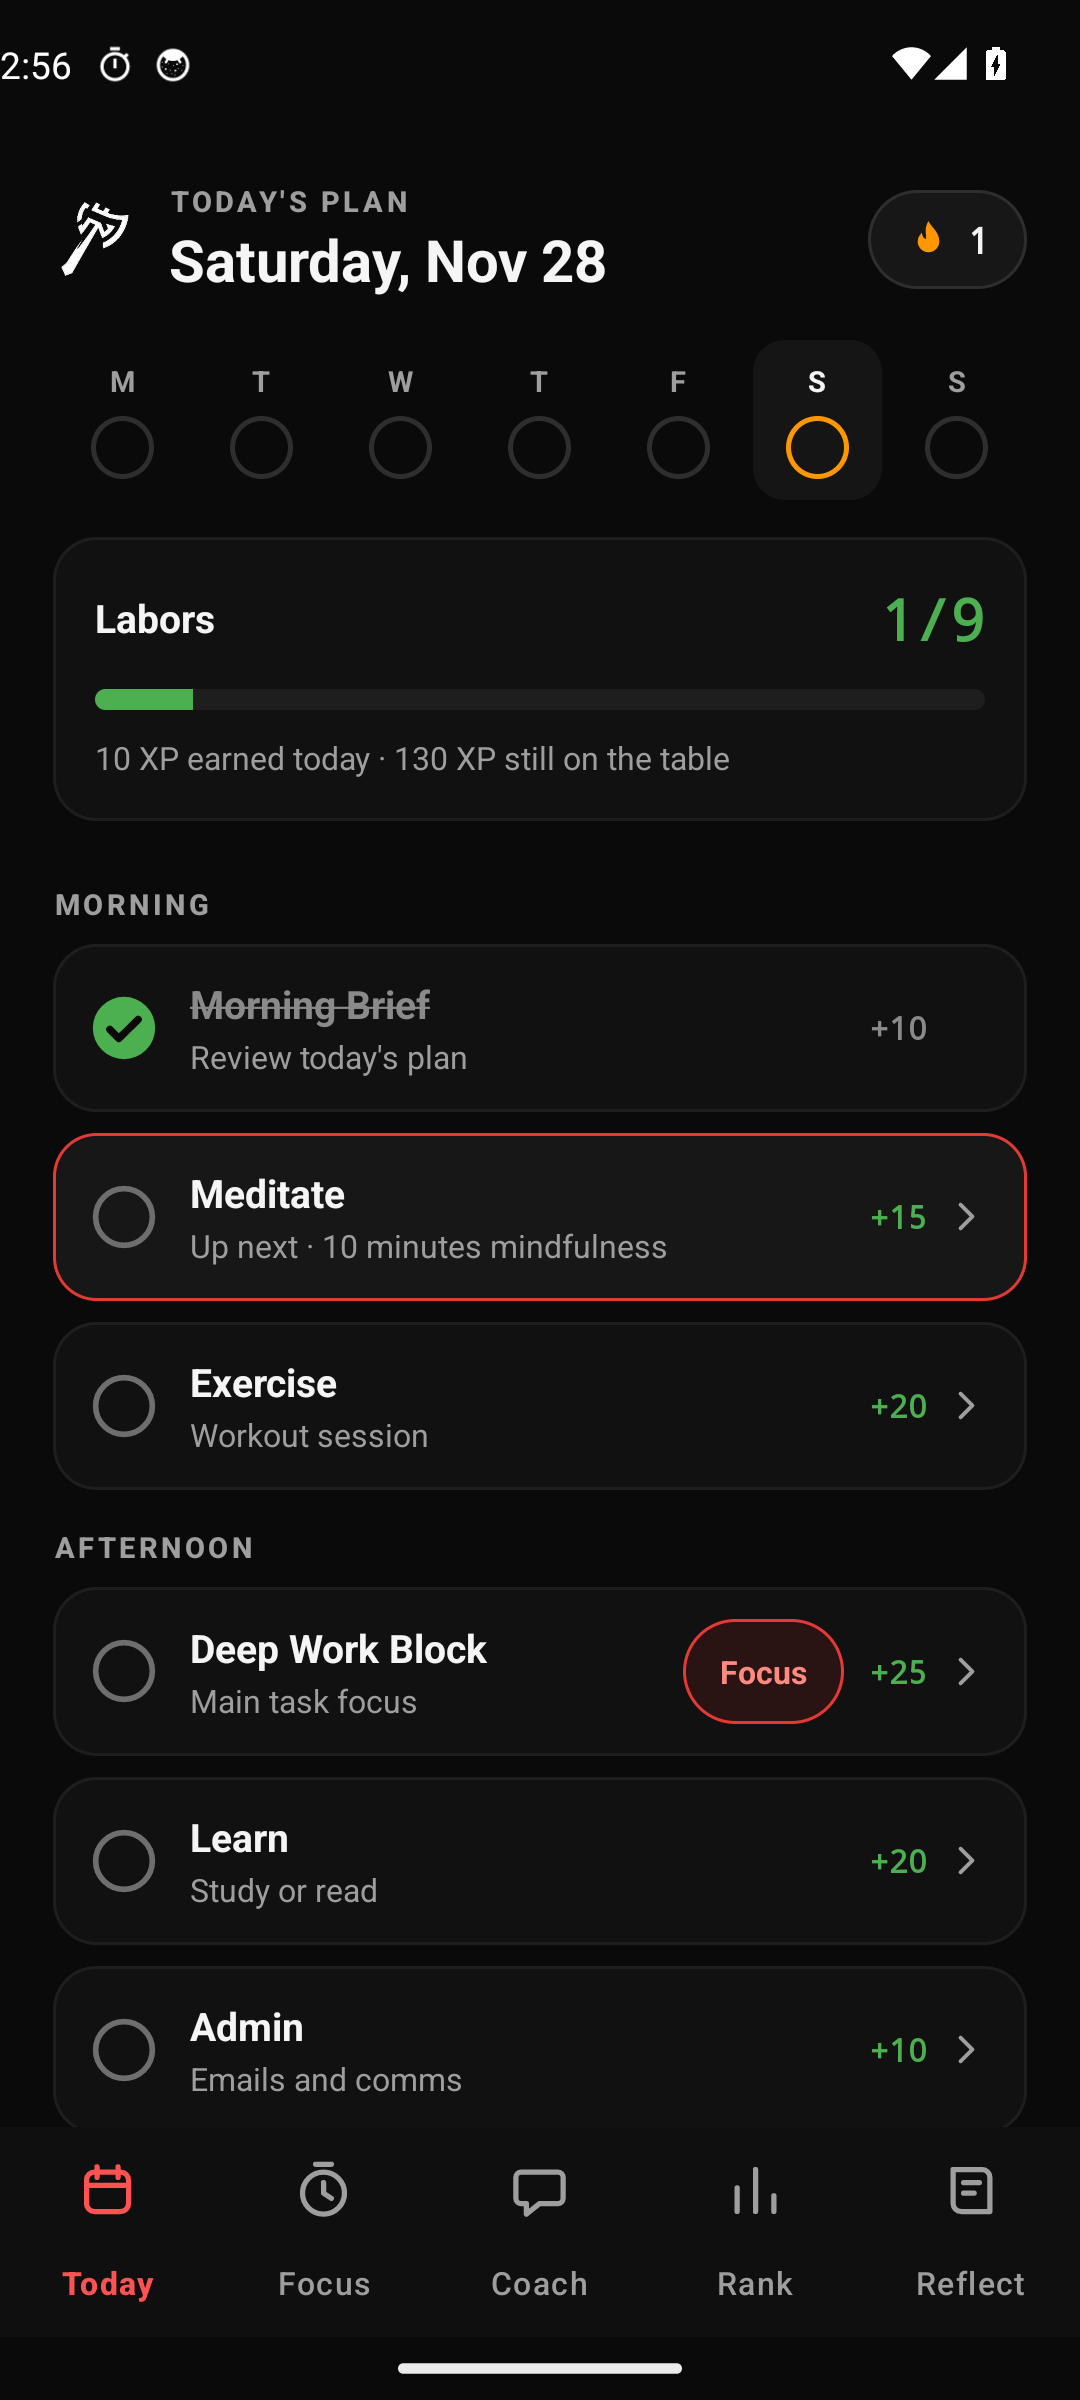 2:56
TODAY'S PLAN
Saturday, Nov 28
1
M T W T F S S
Labors
1/9
10 XP earned today · 130 XP still on the table
MORNING
Morning Brief
Review today's plan
+10
Meditate
Up next · 10 minutes mindfulness
+15
Exercise
Workout session
+20
AFTERNOON
Deep Work Block
Main task focus
Focus
+25
Learn
Study or read
+20
Admin
Emails and comms
+10
Today Focus Coach Rank Reflect